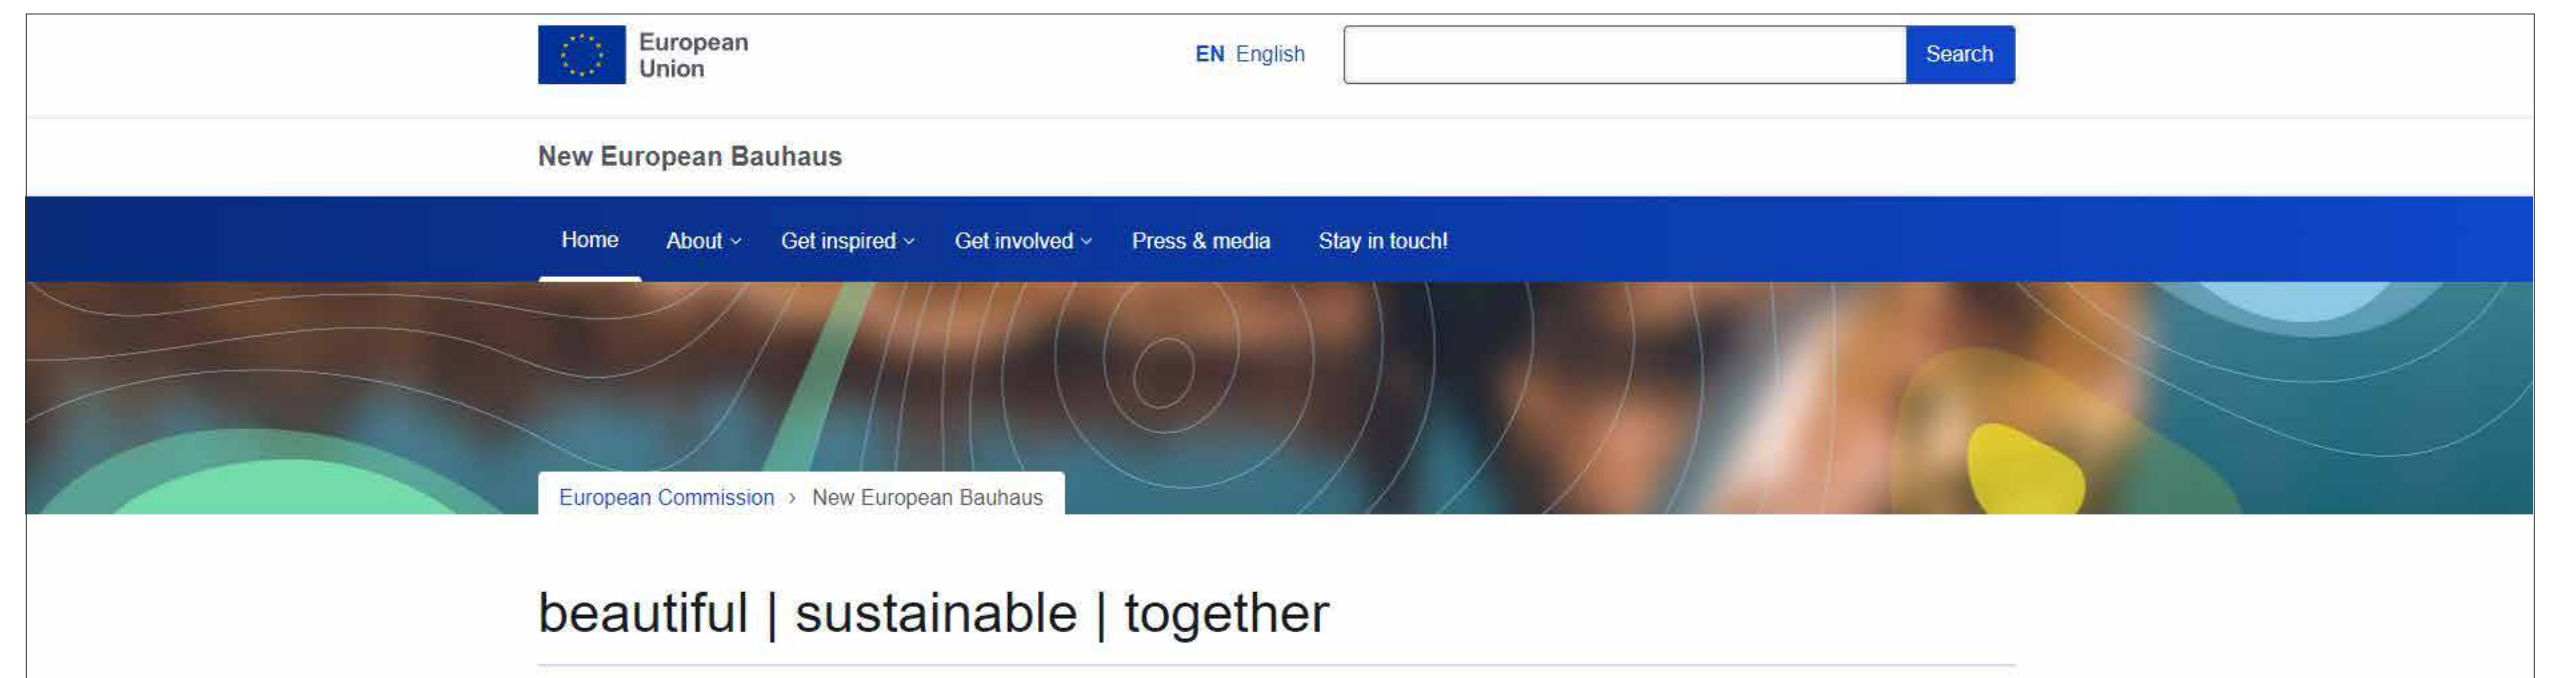 European
Union
EN English
Search
New European Bauhaus
Home About Get inspired Get involved Press & media Stay in touch!
European Commission > New European Bauhaus
beautiful | sustainable | together